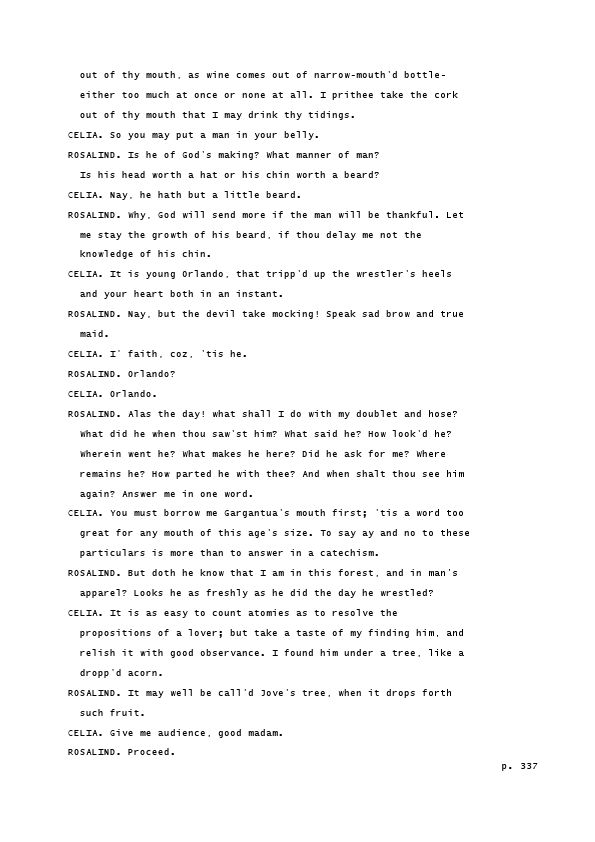 out of thy mouth, as wine comes out of narrow-mouth'd bottle-
either too much at once or none at all. I prithee take the cork
out of thy mouth that I may drink thy tidings.
CELIA. So you may put a man in your belly.
ROSALIND. Is he of God's making? What manner of man?
Is his head worth a hat or his chin worth a beard?
CELIA. Nay, he hath but a little beard.
ROSALIND. Why, God will send more if the man will be thankful. Let
me stay the growth of his beard, if thou delay me not the
knowledge of his chin.
CELIA. It is young Orlando, that tripp'd up the wrestler's heels
and your heart both in an instant.
ROSALIND. Nay, but the devil take mocking! Speak sad brow and true
maid.
CELIA. I' faith, coz, 'tis he.
ROSALIND. Orlando?
CELIA. Orlando.
ROSALIND. Alas the day! what shall I do with my doublet and hose?
What did he when thou saw'st him? What said he? How look'd he?
Wherein went he? What makes he here? Did he ask for me? Where
remains he? How parted he with thee? And when shalt thou see him
again? Answer me in one word.
CELIA. You must borrow me Gargantua's mouth first; 'tis a word too
great for any mouth of this age's size. To say ay and no to these
particulars is more than to answer in a catechism.
ROSALIND. But doth he know that I am in this forest, and in man's
apparel? Looks he as freshly as he did the day he wrestled?
CELIA. It is as easy to count atomies as to resolve the
propositions of a lover; but take a taste of my finding him, and
relish it with good observance. I found him under a tree, like a
dropp'd acorn.
ROSALIND. It may well be call'd Jove's tree, when it drops forth
such fruit.
CELIA. Give me audience, good madam.
ROSALIND. Proceed.
p. 337